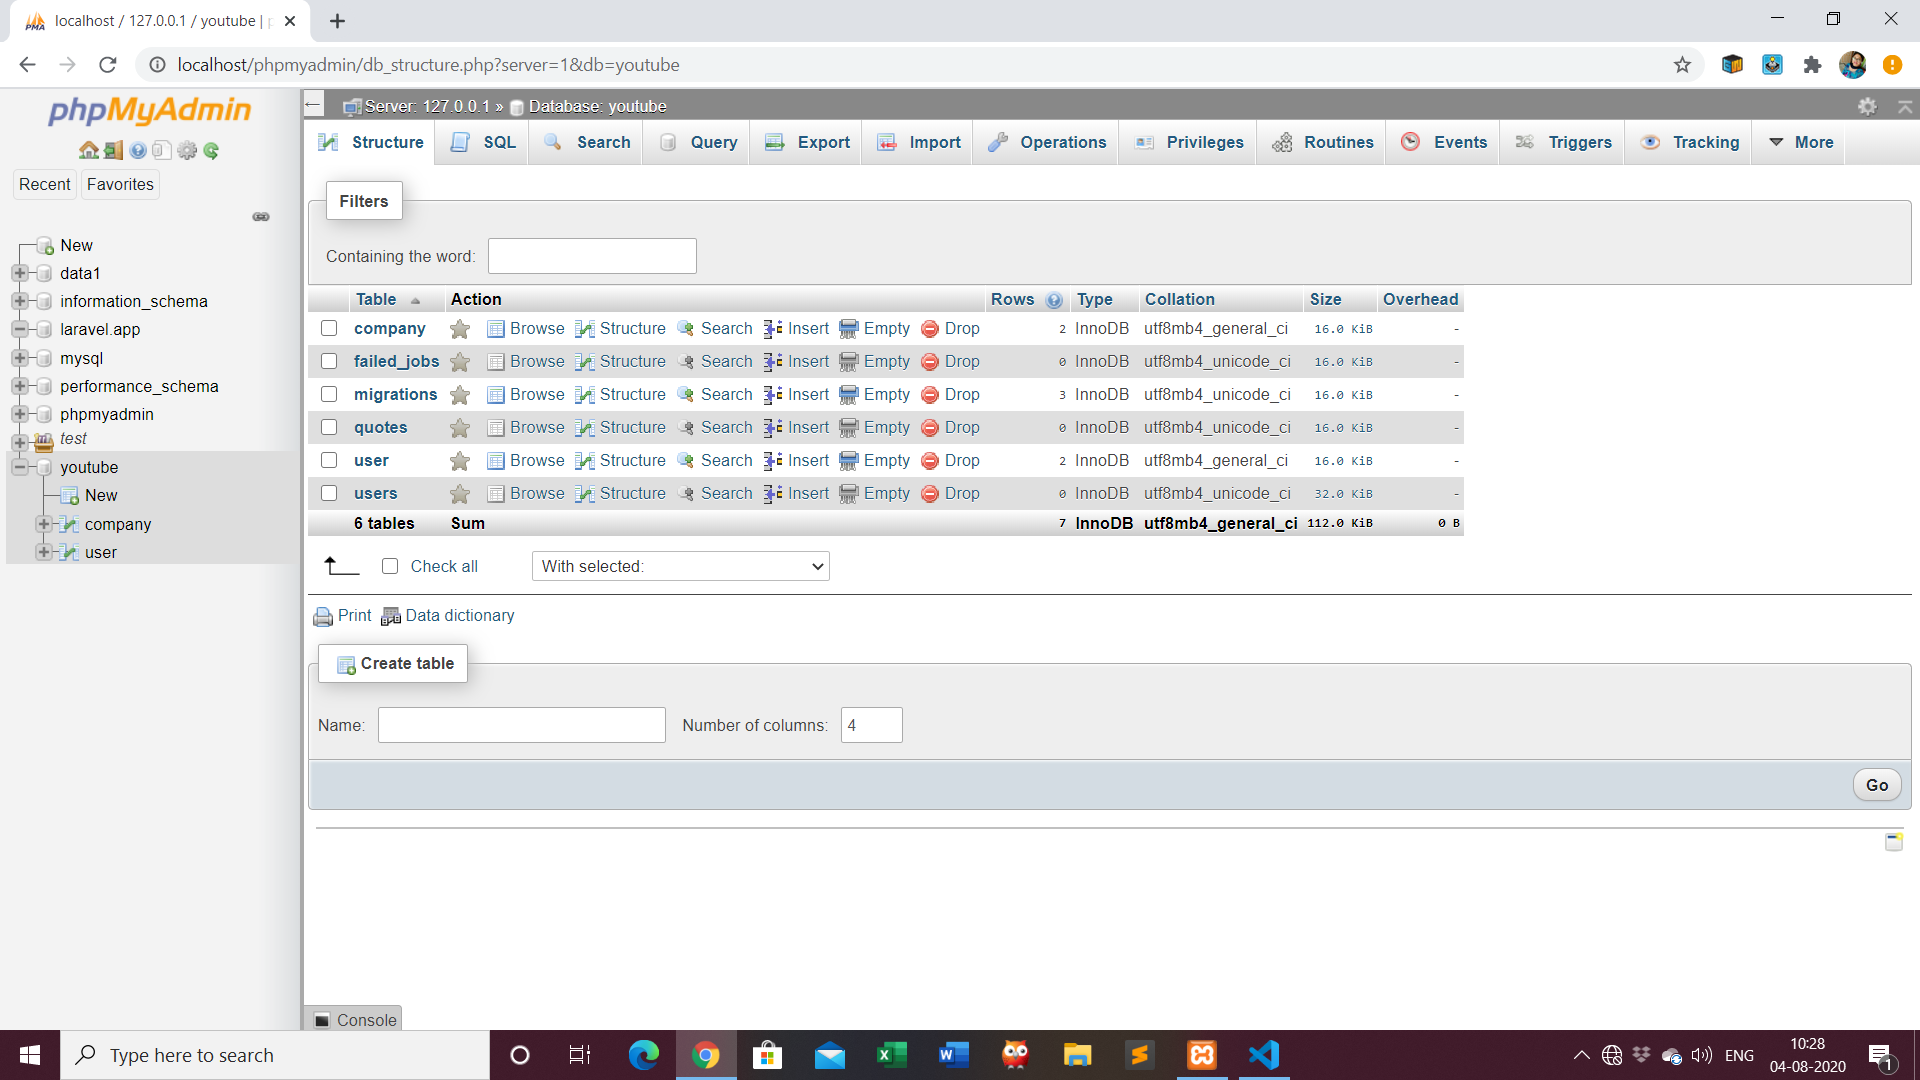 localhost / 127.0.0.1 / youtube | p
localhost/phpmyadmin/db_structure.php?server=1&db=youtube
phpMyAdmin
Recent Favorites
New
data1
information_schema
laravel.app
mysql
performance_schema
phpmyadmin
test
youtube
New
company
user
Server: 127.0.0.1 » Database: youtube
Structure SQL Search Query Export Import Operations Privileges Routines Events Triggers Tracking More
Filters
Containing the word:
Table Action Rows Type Collation Size Overhead
company Browse Structure Search Insert Empty Drop 2 InnoDB utf8mb4_general_ci 16.0 KiB -
failed_jobs Browse Structure Search Insert Empty Drop 0 InnoDB utf8mb4_unicode_ci 16.0 KiB -
migrations Browse Structure Search Insert Empty Drop 3 InnoDB utf8mb4_unicode_ci 16.0 KiB -
quotes Browse Structure Search Insert Empty Drop 0 InnoDB utf8mb4_unicode_ci 16.0 KiB -
user Browse Structure Search Insert Empty Drop 2 InnoDB utf8mb4_general_ci 16.0 KiB -
users Browse Structure Search Insert Empty Drop 0 InnoDB utf8mb4_unicode_ci 32.0 KiB -
6 tables Sum 7 InnoDB utf8mb4_general_ci 112.0 KiB 0 B
Check all With selected:
Print Data dictionary
Create table
Name: Number of columns: 4
Go
Console
Type here to search
ENG
10:28
04-08-2020
1